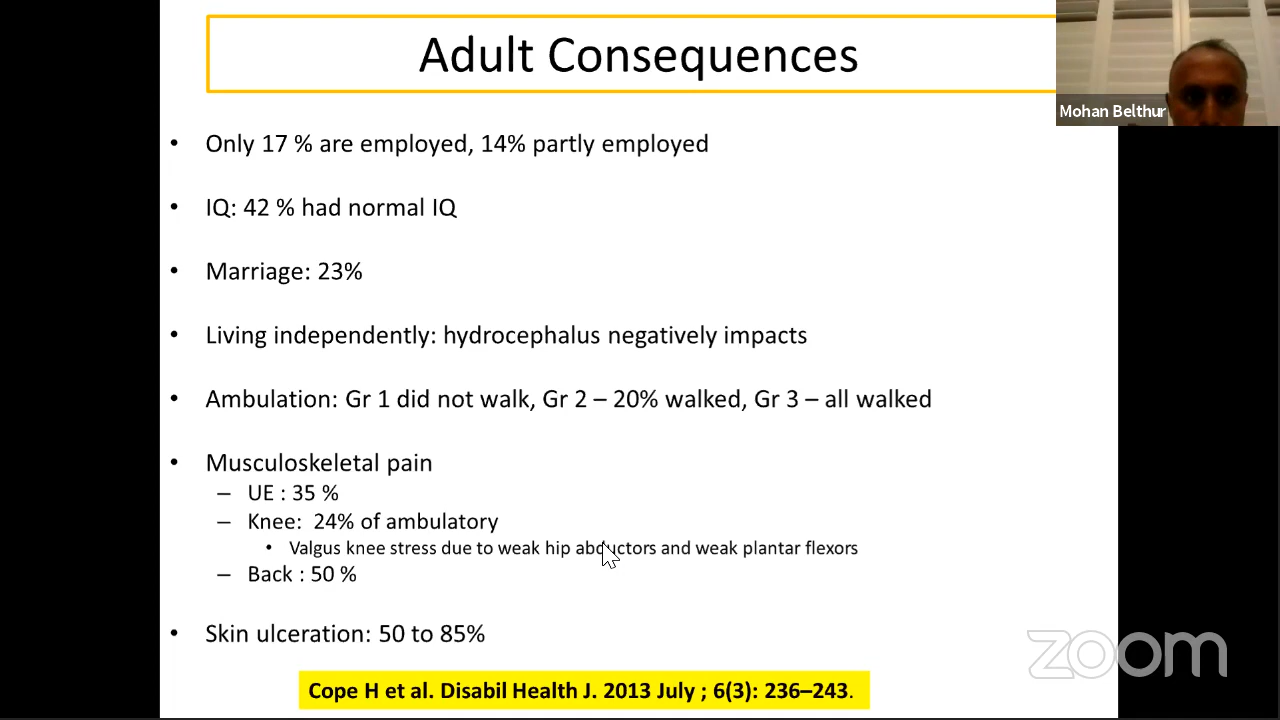 Adult Consequences
Mohan Belthur
• Only 17 % are employed, 14% partly employed
• IQ: 42 % had normal IQ
• Marriage: 23%
• Living independently: hydrocephalus negatively impacts
• Ambulation: Gr 1 did not walk, Gr 2 – 20% walked, Gr 3 – all walked
• Musculoskeletal pain
– UE : 35 %
– Knee: 24% of ambulatory
• Valgus knee stress due to weak hip abductors and weak plantar flexors
– Back : 50 %
• Skin ulceration: 50 to 85%
zoom
Cope H et al. Disabil Health J. 2013 July ; 6(3): 236–243.